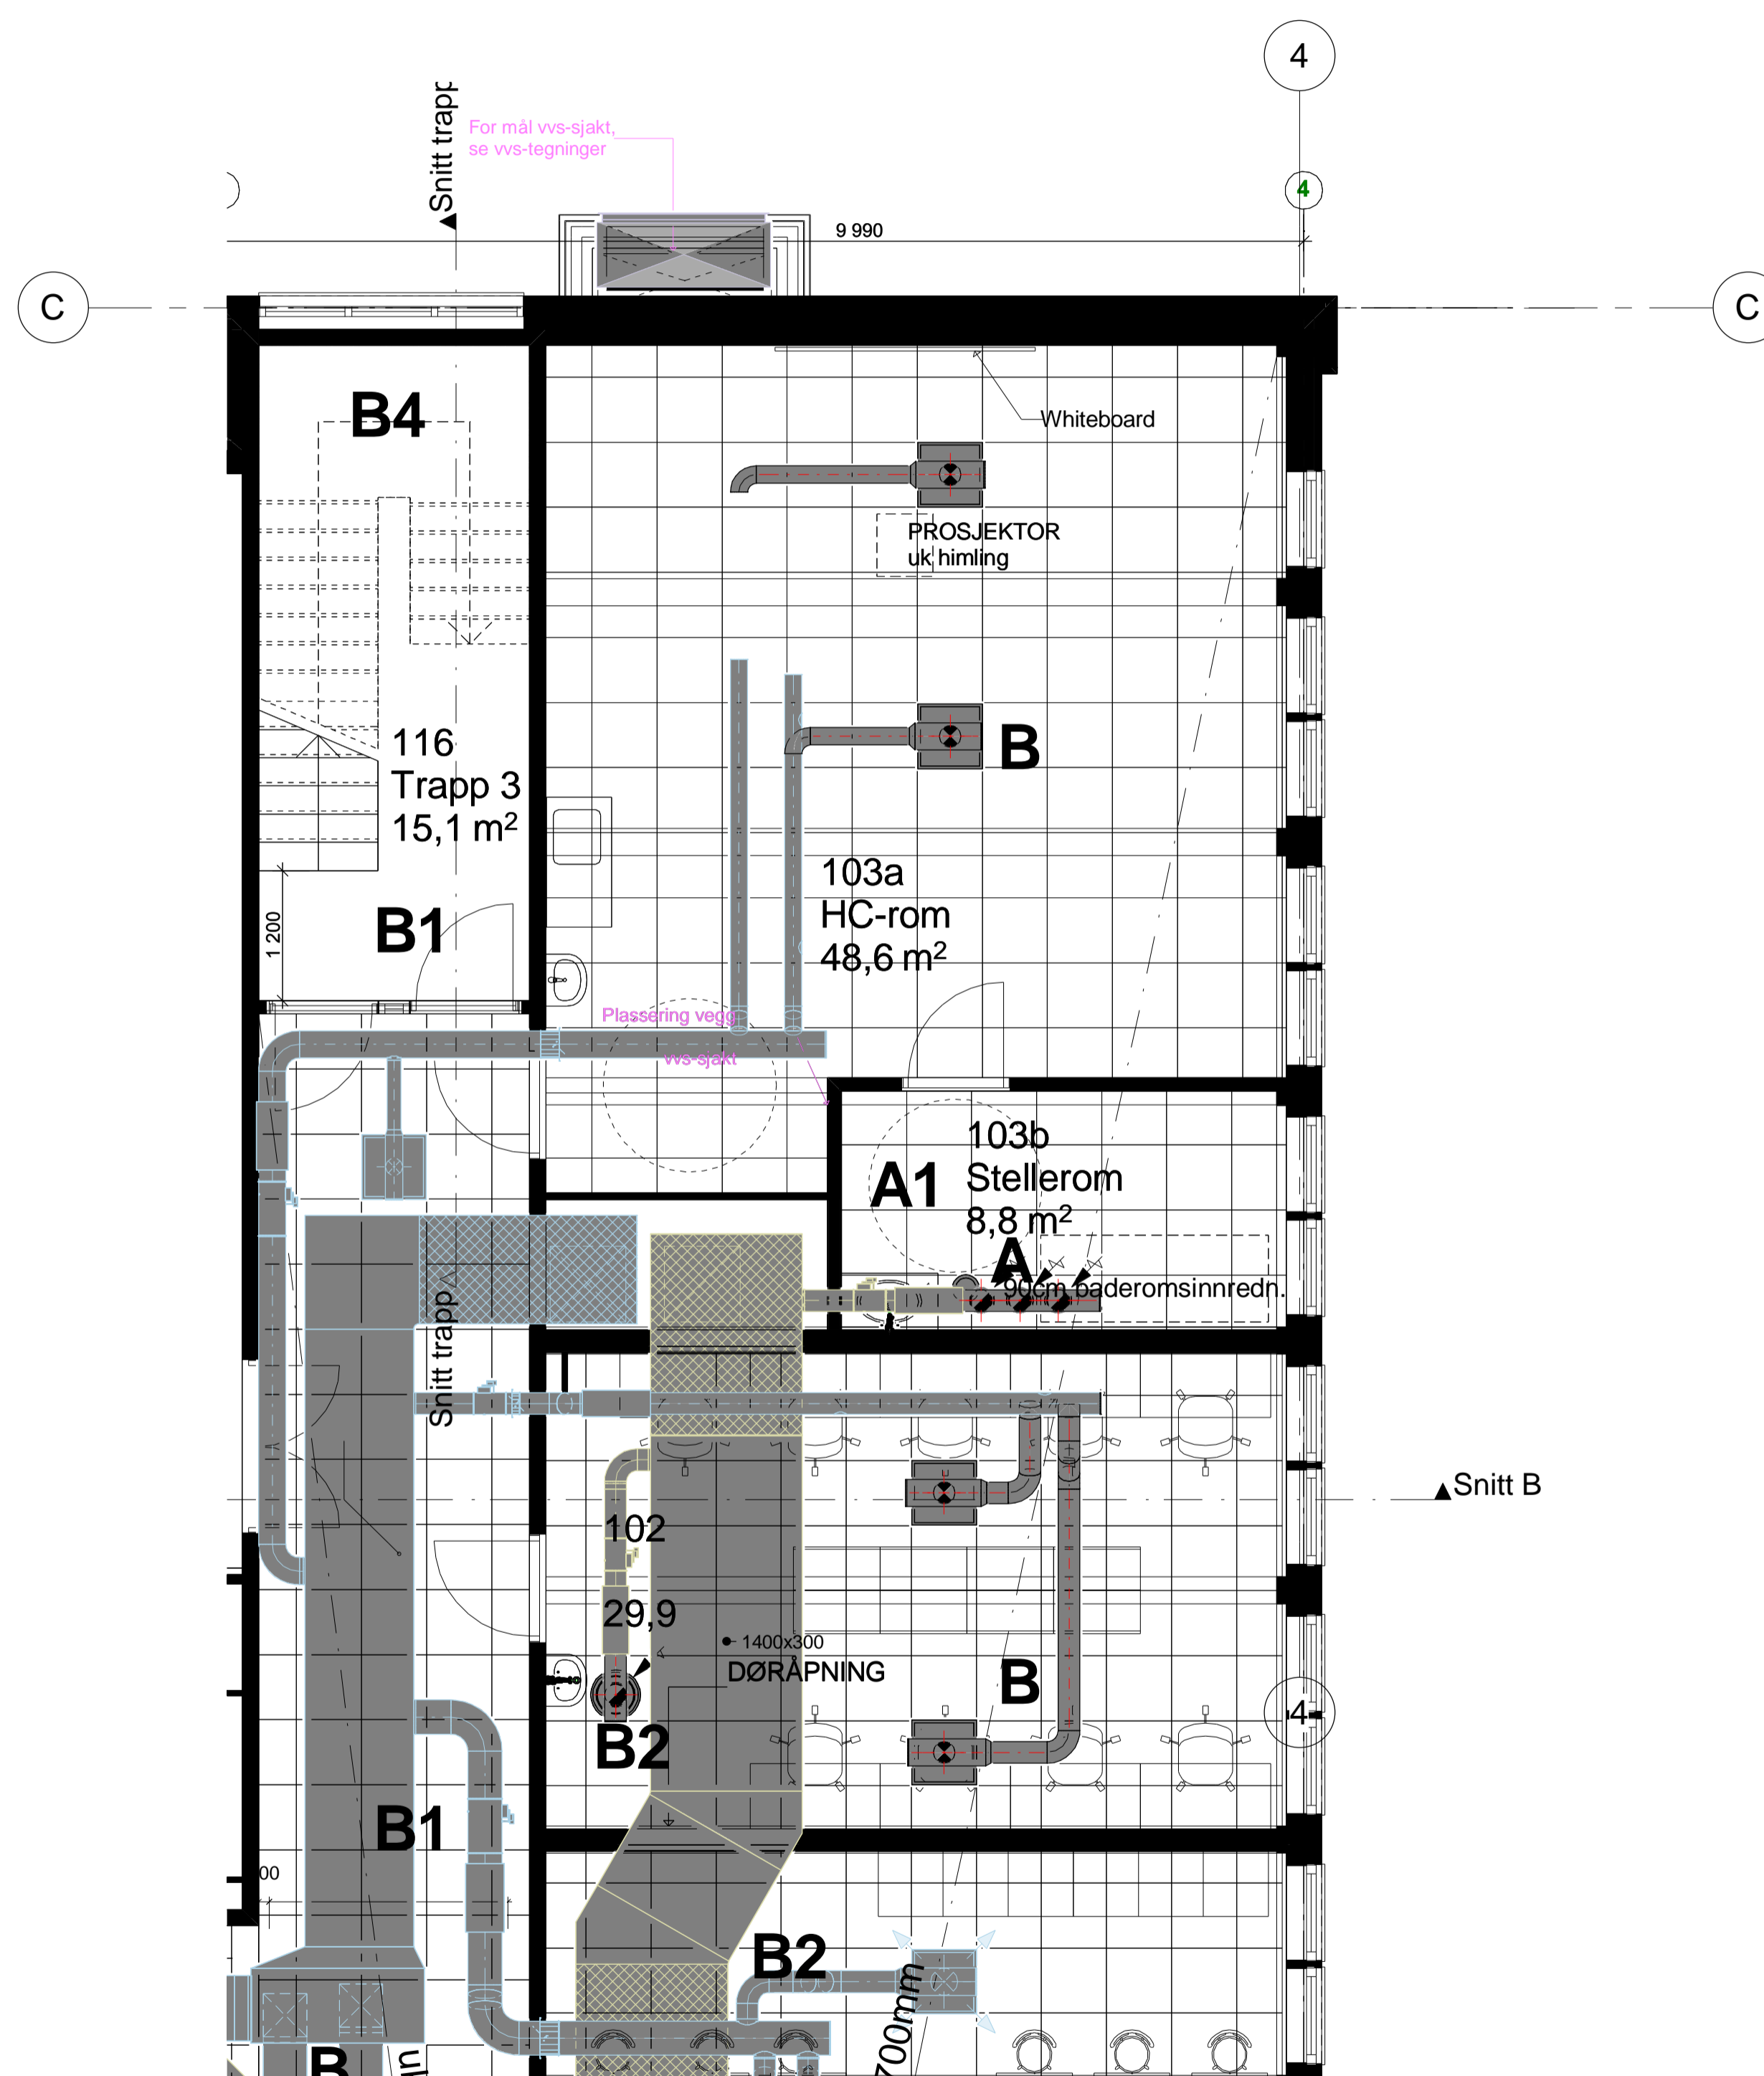 4
Snitt trapp
For mål vvs-sjakt,
se vvs-tegninger
4
9 990
C
C
B4
Whiteboard
PROSJEKTOR
uk himling
116
Trapp 3
15,1 m²
B
103a
HC-rom
48,6 m²
B1
1 200
Plassering vegg
vvs-sjakt
103b
Stellerom
8,8 m²
A1
A
90cm baderomsinnredn.
Snitt trapp
Snitt B
102
29,9
1400x300
DØRÅPNING
B
4
B2
B1
00
B2
700mm
B